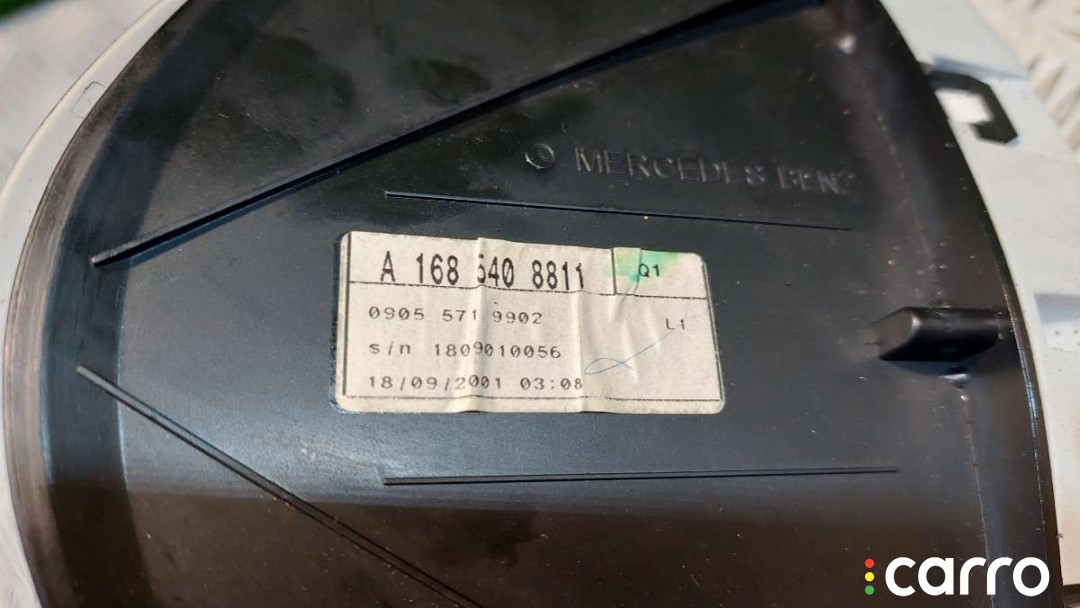 MERCEDES BENZ
A 168 540 8811 Q1
0905 571 9902 L1
s/n 1809010056
18/09/2001 03:08
carro